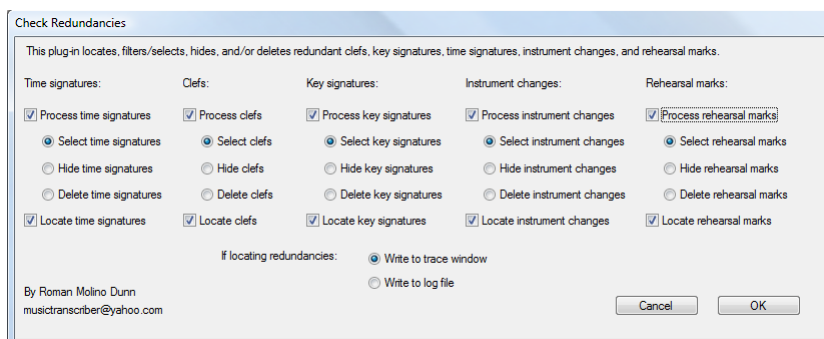 Check Redundancies
This plug-in locates, filters/selects, hides, and/or deletes redundant clefs, key signatures, time signatures, instrument changes, and rehearsal marks.
Time signatures: Clefs: Key signatures: Instrument changes: Rehearsal marks:
Process time signatures Process clefs Process key signatures Process instrument changes Process rehearsal marks
Select time signatures Select clefs Select key signatures Select instrument changes Select rehearsal marks
Hide time signatures Hide clefs Hide key signatures Hide instrument changes Hide rehearsal marks
Delete time signatures Delete clefs Delete key signatures Delete instrument changes Delete rehearsal marks
Locate time signatures Locate clefs Locate key signatures Locate instrument changes Locate rehearsal marks
If locating redundancies: Write to trace window
Write to log file
By Roman Molino Dunn
musictranscriber@yahoo.com
Cancel OK